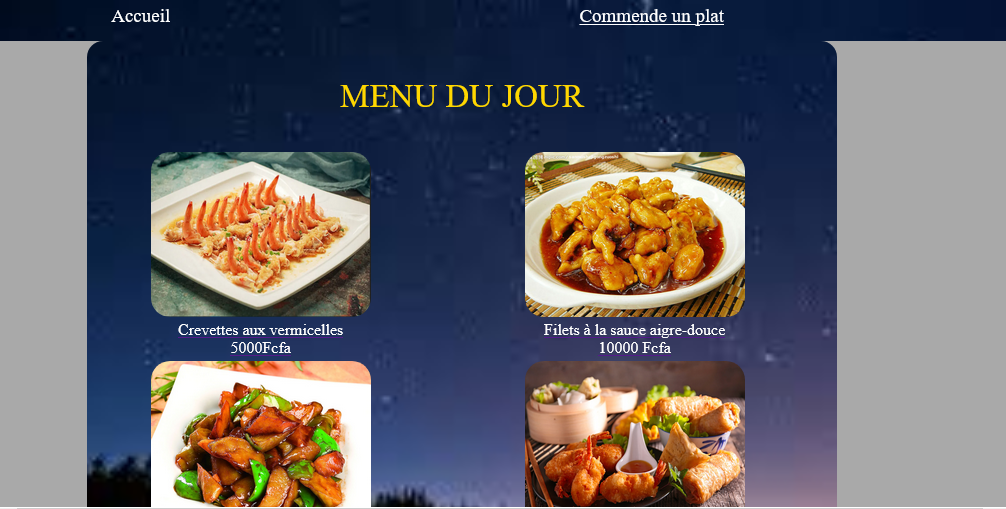 Accueil
Commende un plat
MENU DU JOUR
Crevettes aux vermicelles
5000Fcfa
Filets à la sauce aigre-douce
10000 Fcfa